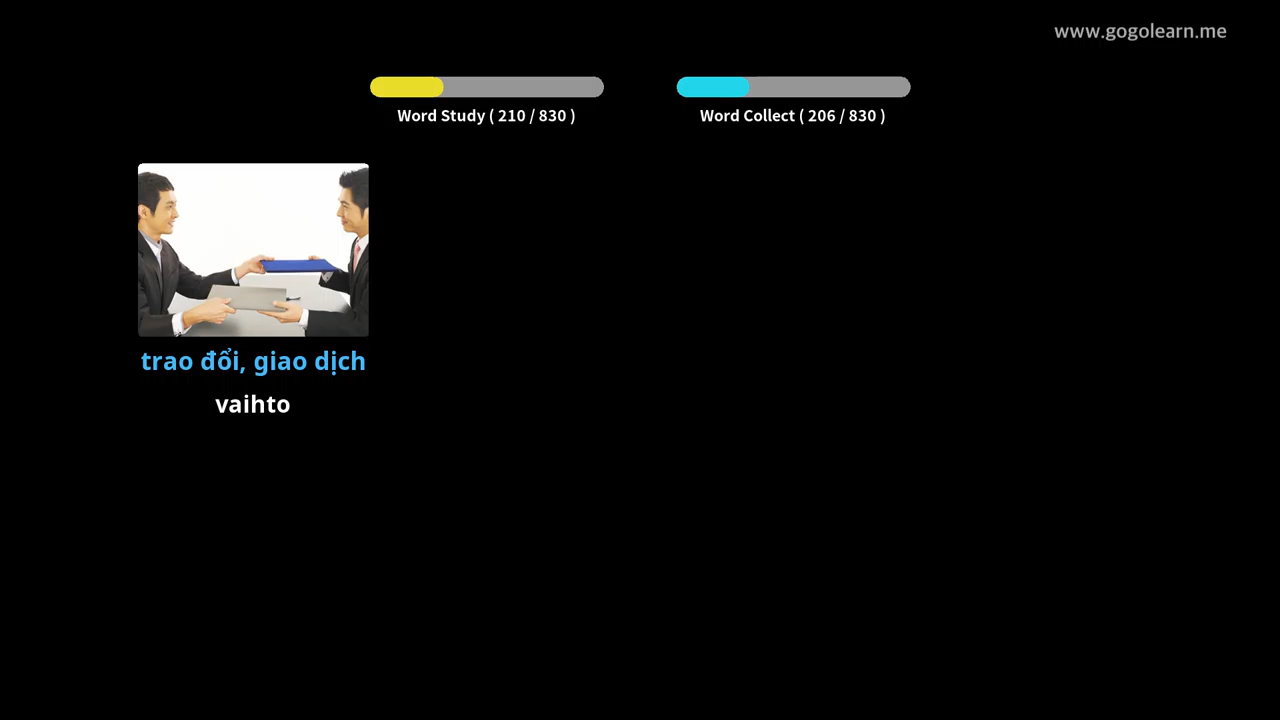 www.gogolearn.me
Word Study ( 210 / 830 )
Word Collect ( 206 / 830 )
trao đổi, giao dịch
vaihto